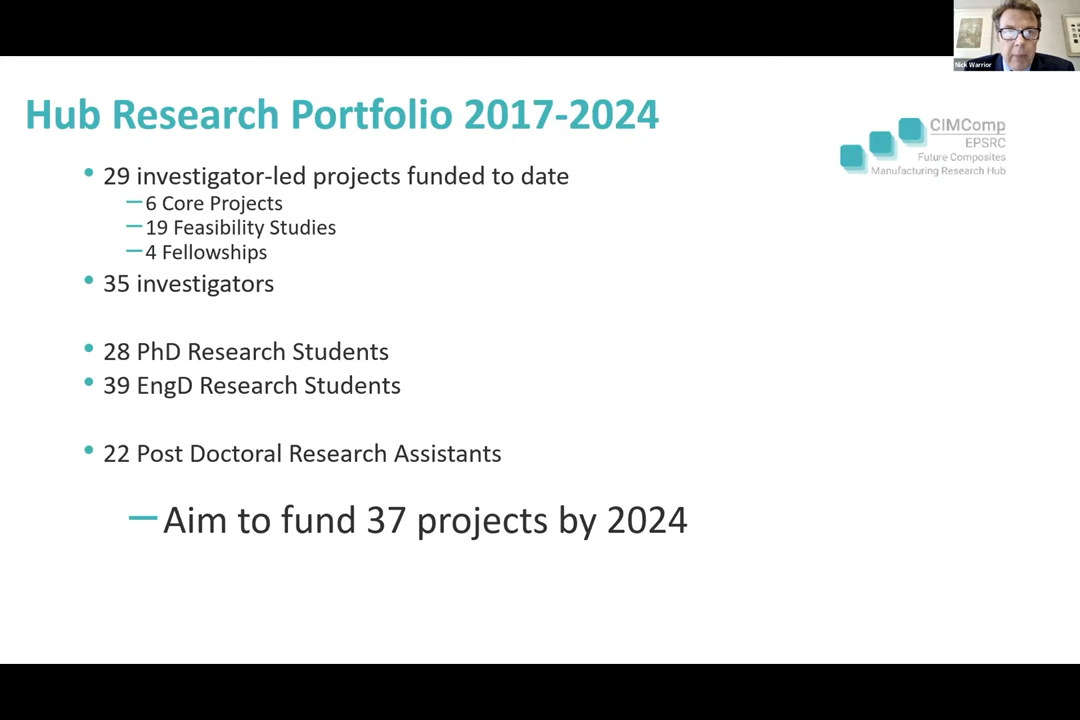 Nick Warrior
Hub Research Portfolio 2017-2024
CIMComp
EPSRC
Future Composites
Manufacturing Research Hub
• 29 investigator-led projects funded to date
—6 Core Projects
—19 Feasibility Studies
—4 Fellowships
• 35 investigators
• 28 PhD Research Students
• 39 EngD Research Students
• 22 Post Doctoral Research Assistants
—Aim to fund 37 projects by 2024